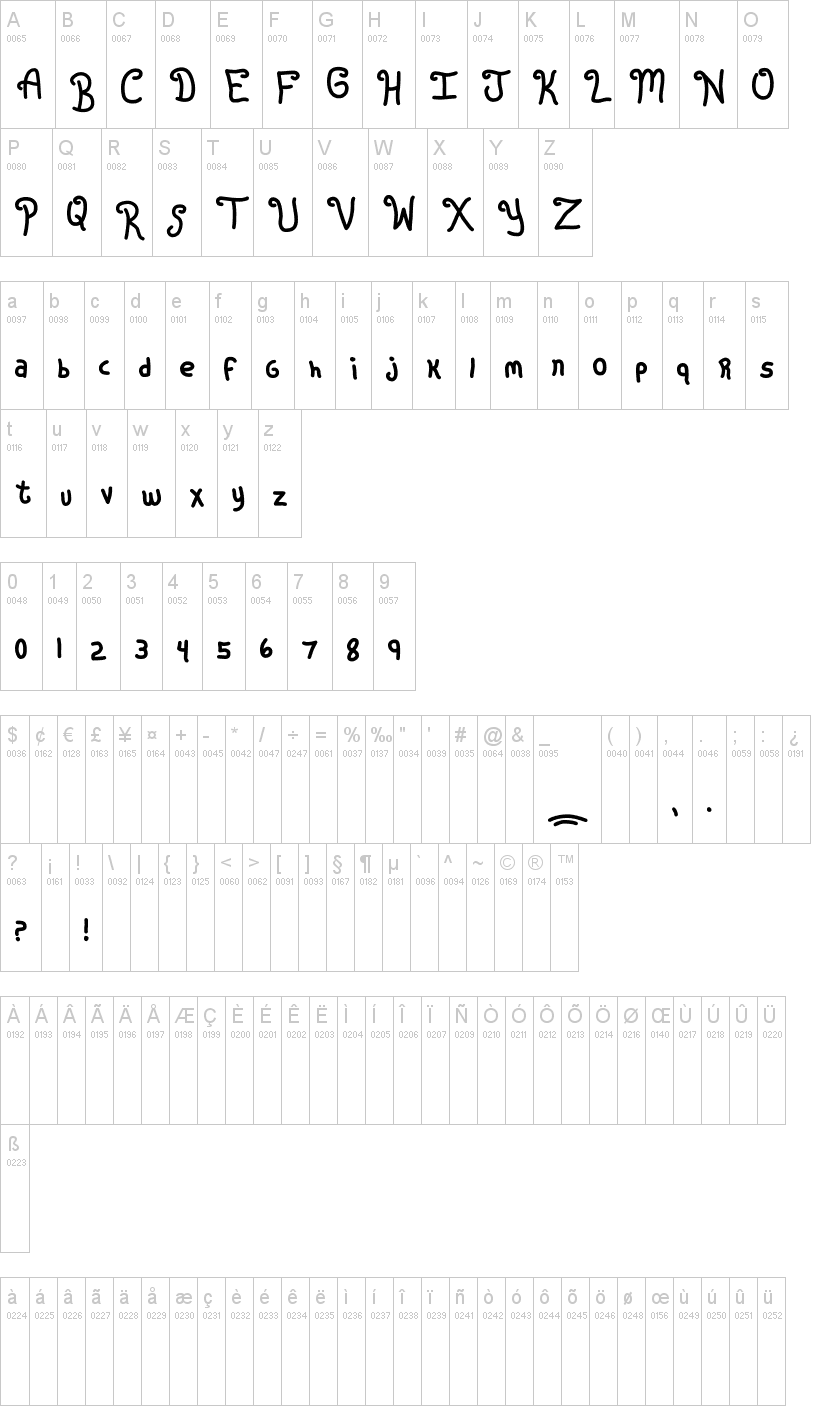 A B C D E F G H I J K L M N O
0065 0066 0067 0068 0069 0070 0071 0072 0073 0074 0075 0076 0077 0078 0079
A B C D E F G H I J K L M N O
P Q R S T U V W X Y Z
0080 0081 0082 0083 0084 0085 0086 0087 0088 0089 0090
P Q R S T U V W X Y Z
a b c d e f g h i j k l m n o p q r s
0097 0098 0099 0100 0101 0102 0103 0104 0105 0106 0107 0108 0109 0110 0111 0112 0113 0114 0115
a b c d e f G h i j K l m n O p q R s
t u v w x y z
0116 0117 0118 0119 0120 0121 0122
t u v w x y z
0 1 2 3 4 5 6 7 8 9
0048 0049 0050 0051 0052 0053 0054 0055 0056 0057
0 1 2 3 4 5 6 7 8 9
$ ¢ € £ ¥ ¤ + - * / ÷ = % ‰ " ' # @ & _ ( ) , . ; : ¿
0036 0162 0128 0163 0165 0164 0043 0045 0042 0047 0247 0061 0037 0137 0034 0039 0035 0064 0038 0095 0040 0041 0044 0046 0059 0058 0191
, .
? ¡ ! \ | { } < > [ ] § ¶ µ ` ^ ~ © ® ™
0063 0161 0033 0092 0124 0123 0125 0060 0062 0091 0093 0167 0182 0181 0096 0094 0126 0169 0174 0153
? !
À Á Â Ã Ä Å Æ Ç È É Ê Ë Ì Í Î Ï Ñ Ò Ó Ô Õ Ö Ø Œ Ù Ú Û Ü
0192 0193 0194 0195 0196 0197 0198 0199 0200 0201 0202 0203 0204 0205 0206 0207 0209 0210 0211 0212 0213 0214 0216 0140 0217 0218 0219 0220
ß
0223
à á â ã ä å æ ç è é ê ë ì í î ï ñ ò ó ô õ ö ø œ ù ú û ü
0224 0225 0226 0227 0228 0229 0230 0231 0232 0233 0234 0235 0236 0237 0238 0239 0241 0242 0243 0244 0245 0246 0248 0156 0249 0250 0251 0252